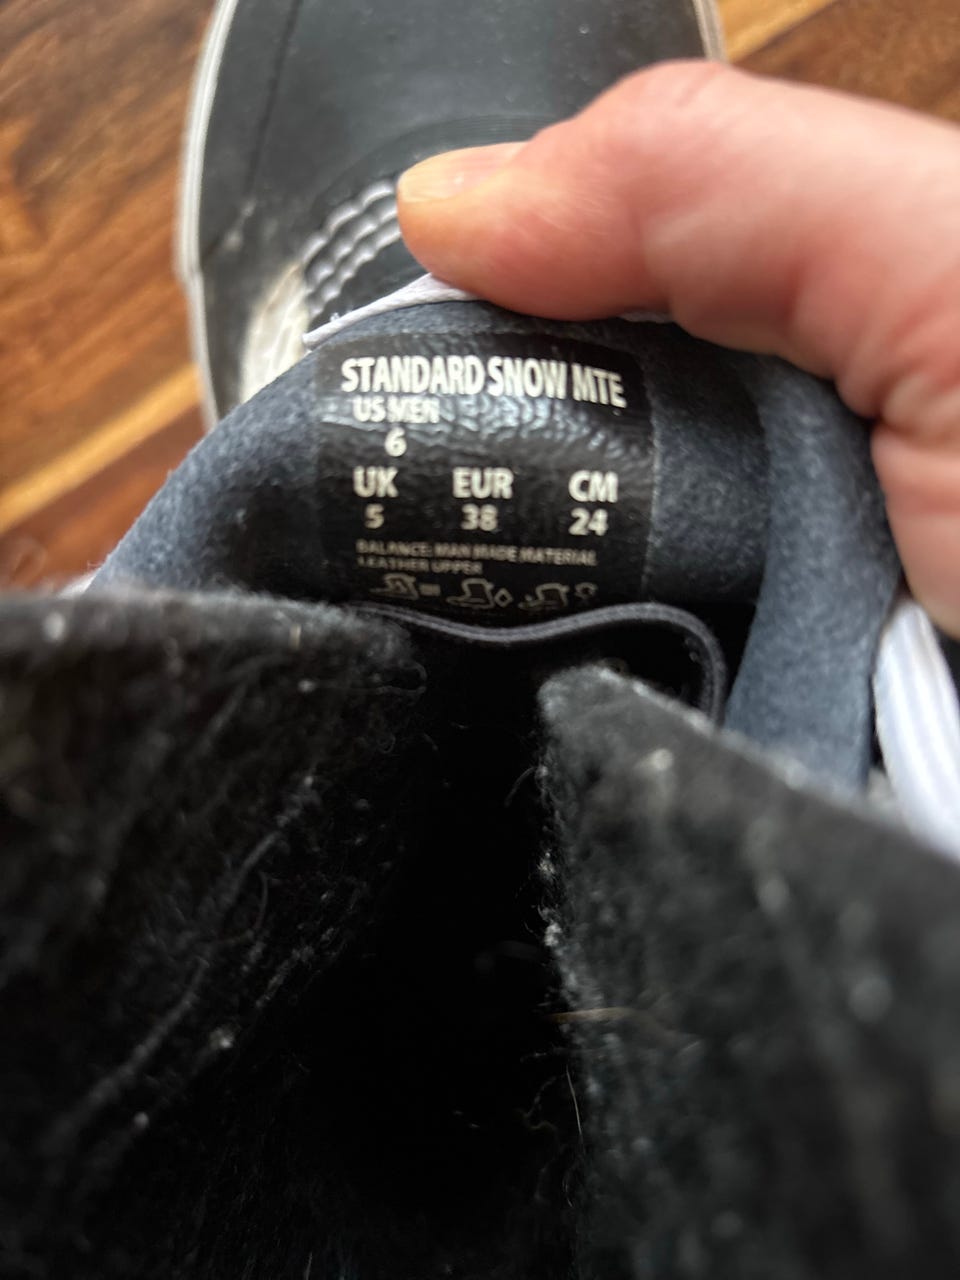 STANDARD SNOW MTE
US MEN
6
UK EUR CM
5 38 24
BALANCE: MAN MADE MATERIAL
LEATHER UPPER